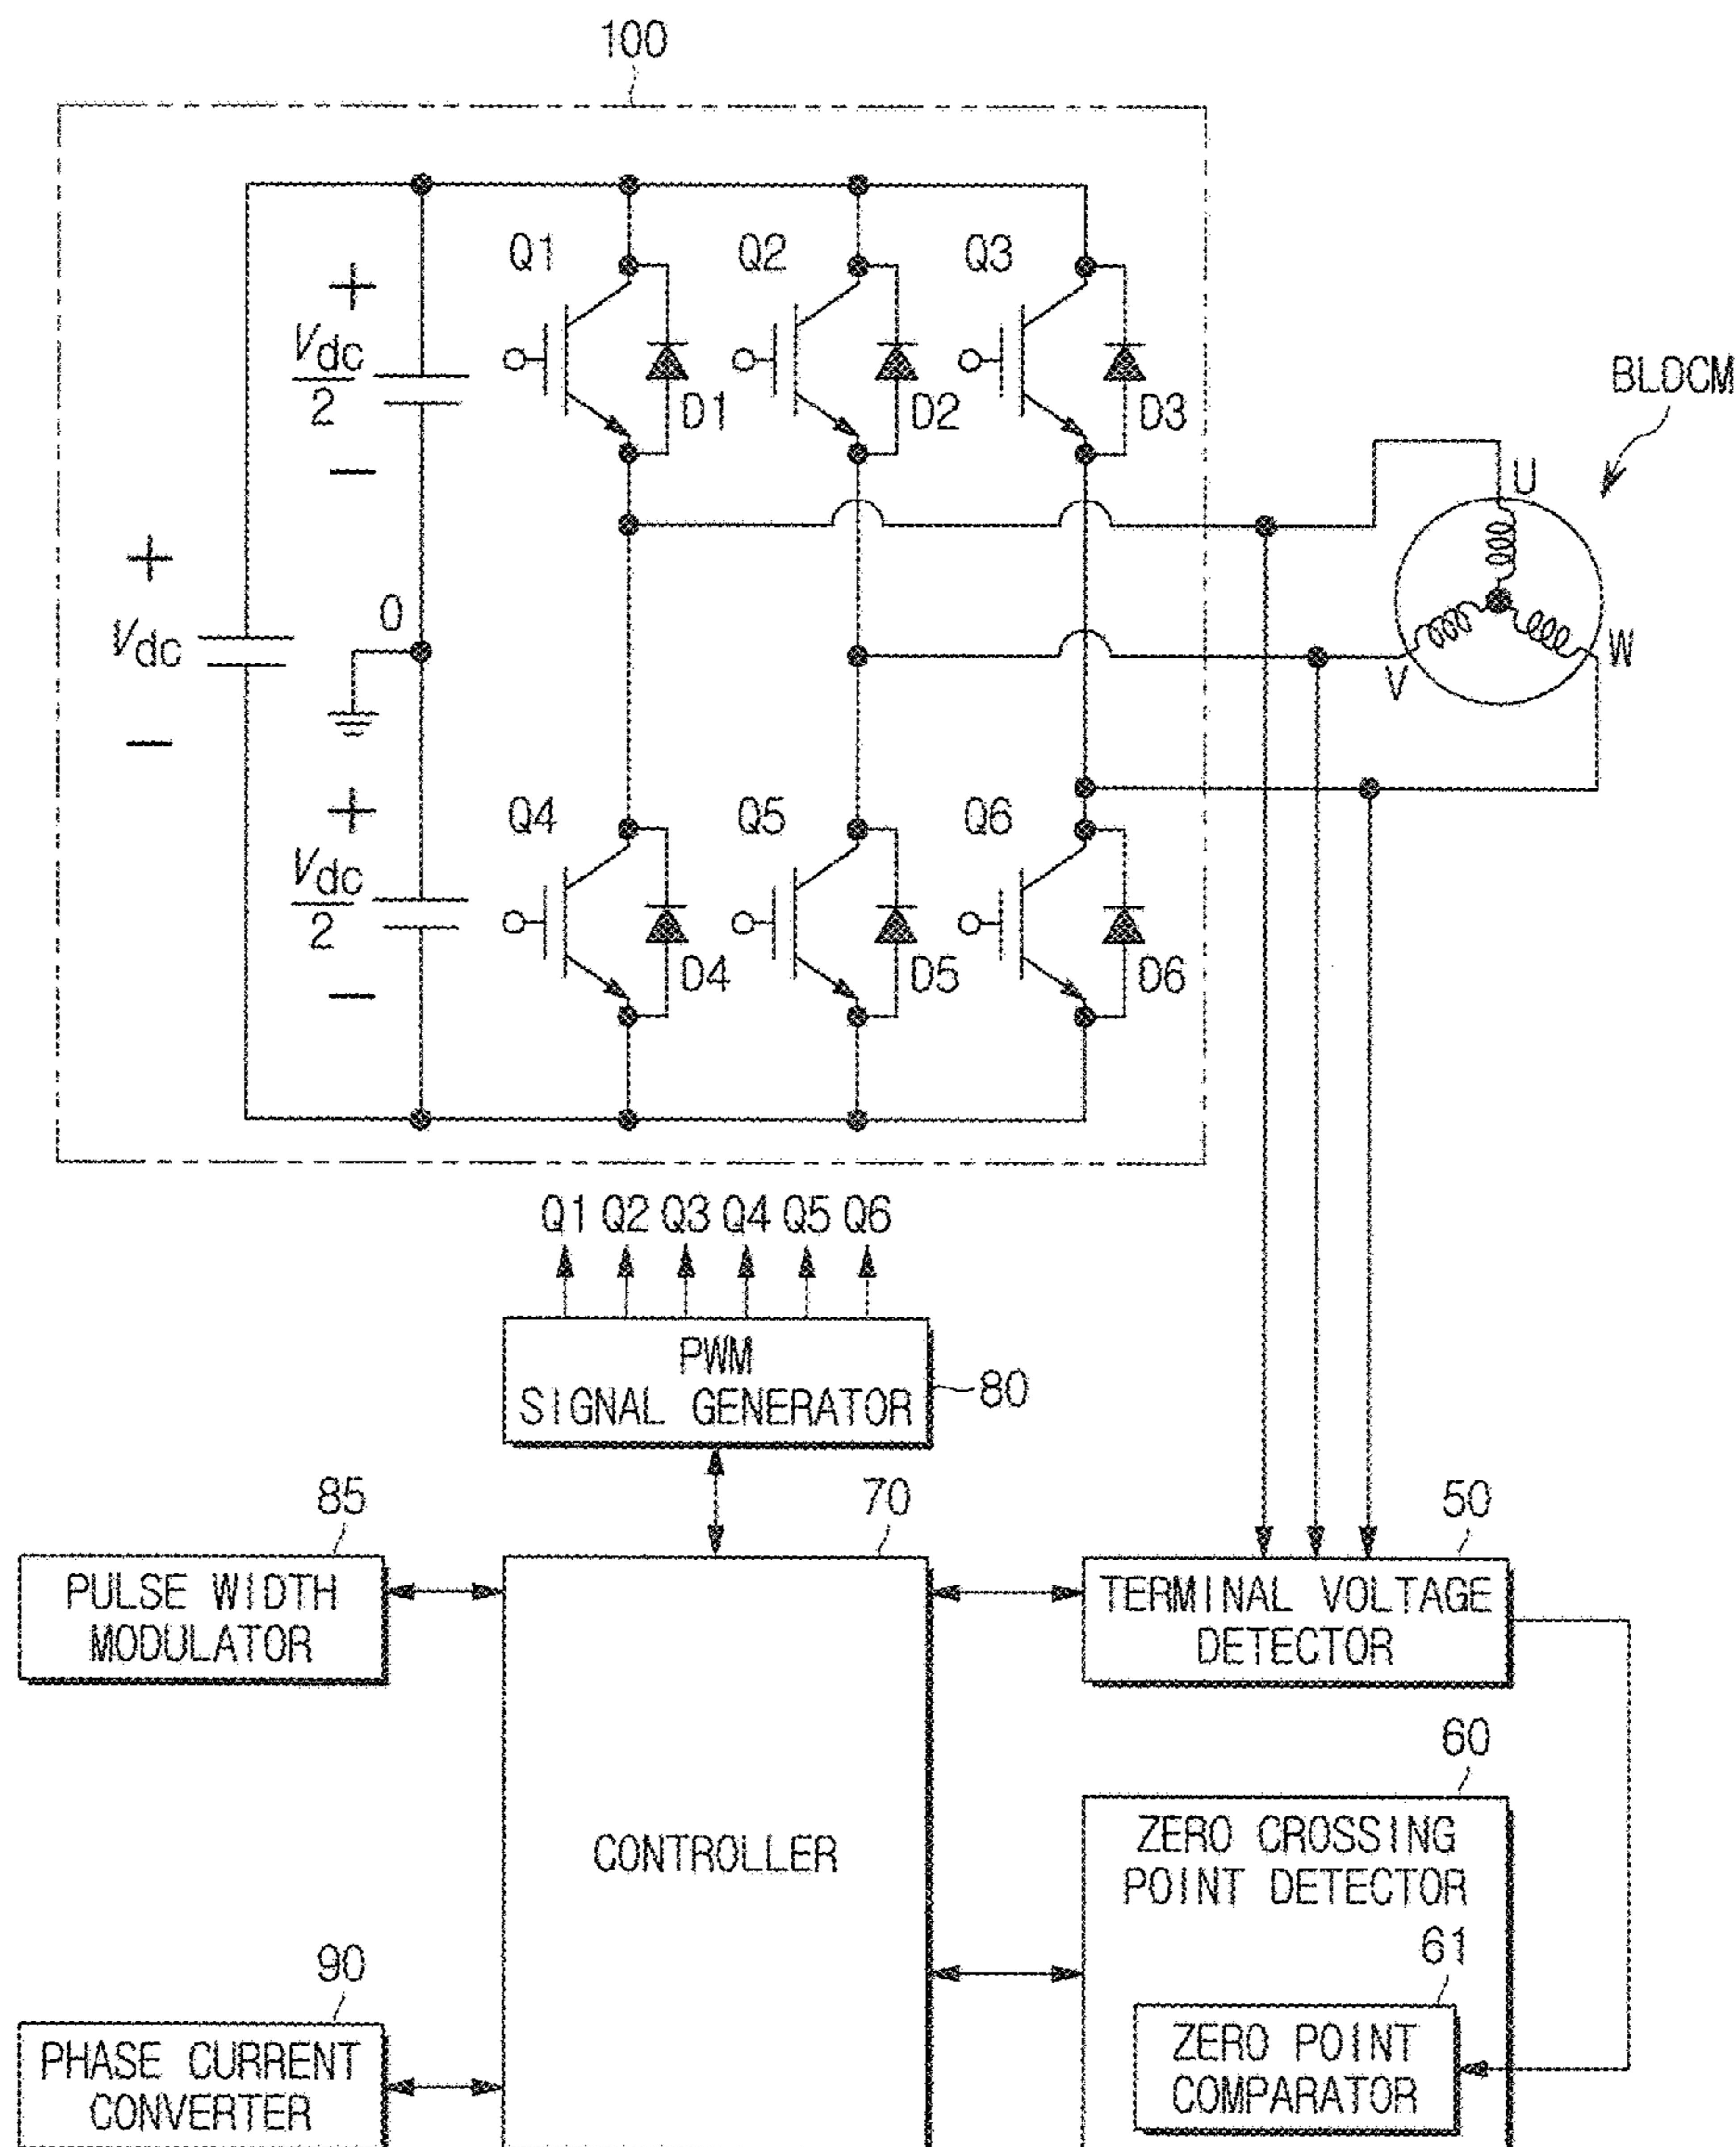 100
Q1
Q2
Q3
+
Vdc
2
−
D1
D2
D3
BLDCM
U
V
W
+
Vdc
−
0
+
Vdc
2
−
Q4
Q5
Q6
D4
D5
D6
Q1 Q2 Q3 Q4 Q5 Q6
PWM
SIGNAL GENERATOR
80
85
70
50
PULSE WIDTH
MODULATOR
TERMINAL VOLTAGE
DETECTOR
60
CONTROLLER
ZERO CROSSING
POINT DETECTOR
61
90
ZERO POINT
COMPARATOR
PHASE CURRENT
CONVERTER